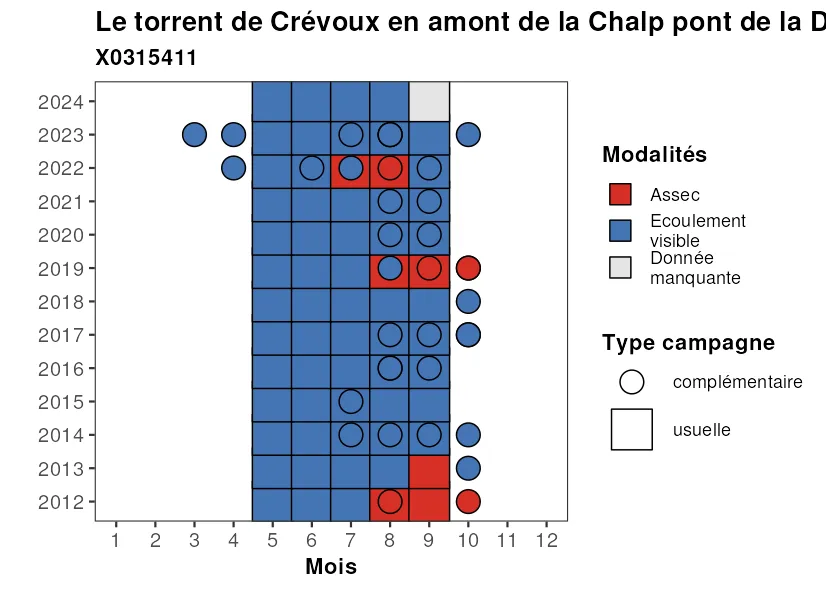 Le torrent de Crévoux en amont de la Chalp pont de la D
X0315411
2024
2023
2022
2021
2020
2019
2018
2017
2016
2015
2014
2013
2012
1 2 3 4 5 6 7 8 9 10 11 12
Mois
Modalités
Assec
Ecoulement
visible
Donnée
manquante
Type campagne
complémentaire
usuelle